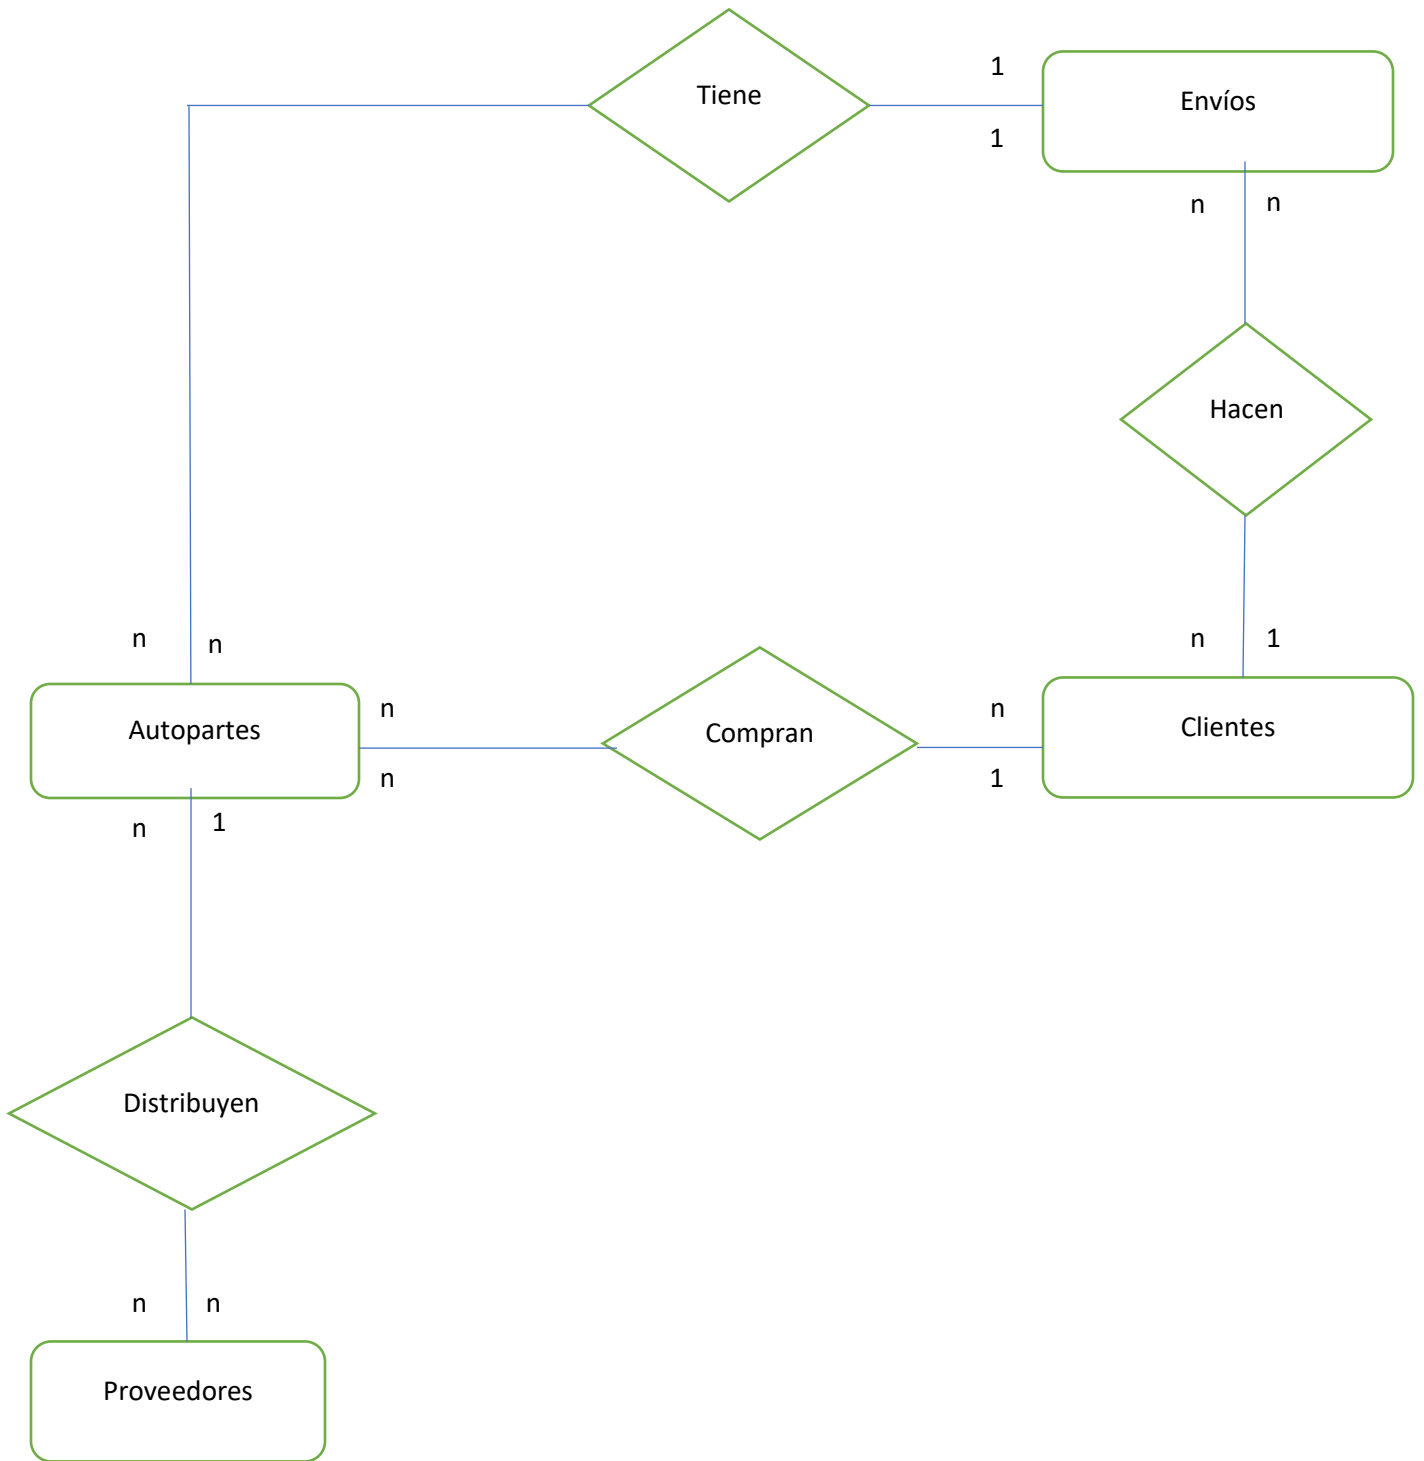 1
Tiene
Envíos
1
n n
Hacen
n n
n 1
n
n
Autopartes
Compran
Clientes
n
1
n 1
Distribuyen
n n
Proveedores